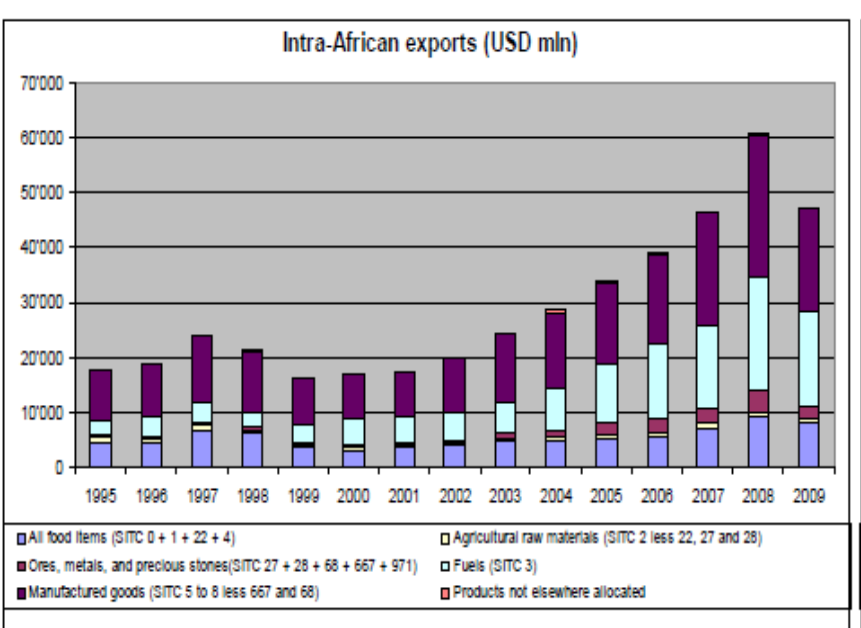 Intra-African exports (USD mln)
70'000
60'000
50'000
40'000
30'000
20'000
10'000
0
1995 1996 1997 1998 1999 2000 2001 2002 2003 2004 2005 2006 2007 2008 2009
All food items (SITC 0 + 1 + 22 + 4)
Agricultural raw materials (SITC 2 less 22, 27 and 28)
Ores, metals, and precious stones(SITC 27 + 28 + 68 + 667 + 971)
Fuels (SITC 3)
Manufactured goods (SITC 5 to 8 less 667 and 68)
Products not elsewhere allocated